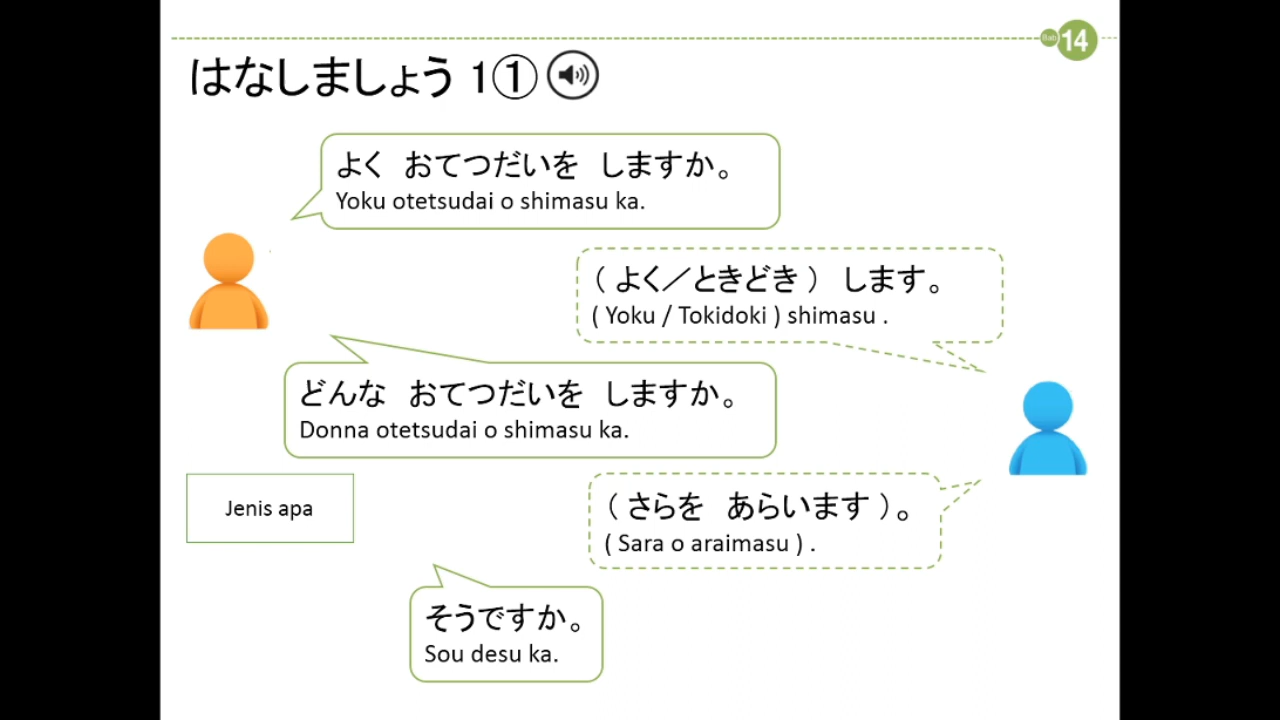 Bab 14
はなしましょう 1①
よく おてつだいを しますか。
Yoku otetsudai o shimasu ka.
( よく／ときどき ) します。
( Yoku / Tokidoki ) shimasu .
どんな おてつだいを しますか。
Donna otetsudai o shimasu ka.
Jenis apa
( さらを あらいます )。
( Sara o araimasu ) .
そうですか。
Sou desu ka.